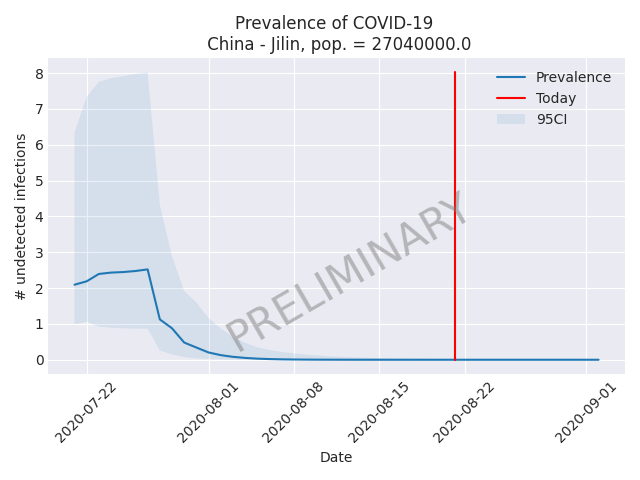 Prevalence of COVID-19
China - Jilin, pop. = 27040000.0
8
7
6
5
4
3
2
1
0
# undetected infections
Prevalence
Today
95CI
PRELIMINARY
2020-07-22
2020-08-01
2020-08-08
2020-08-15
2020-08-22
2020-09-01
Date